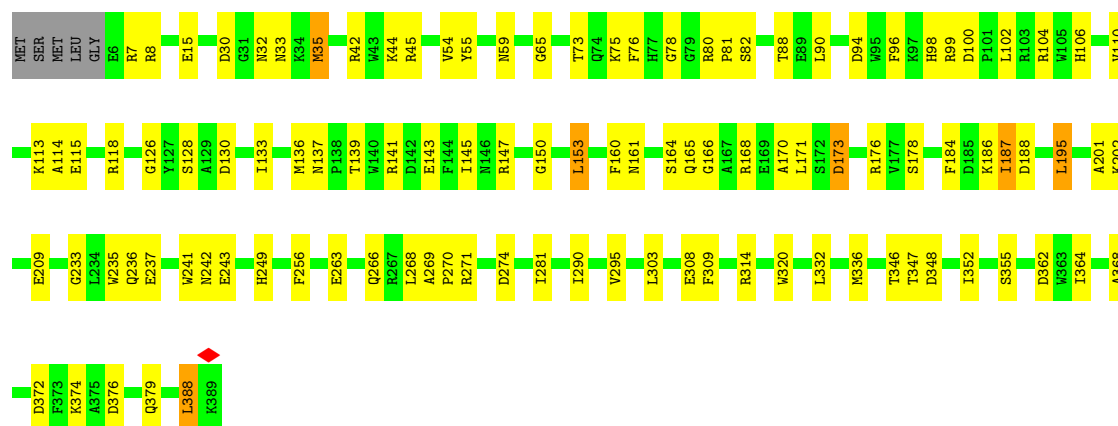 MET SER MET LEU GLY E6 R7 R8 E15 D30 G31 N32 N33 K34 M35 R42 W43 K44 R45 V54 Y55 N59 G65 T73 Q74 K75 F76 H77 G78 G79 R80 P81 S82 T88 E89 L90 D94 W95 F96 K97 H98 R99 D100 P101 L102 R103 R104 W105 H106 V110
K113 A114 E115 R118 G126 Y127 S128 A129 D130 I133 M136 N137 P138 T139 W140 R141 D142 E143 F144 I145 N146 R147 G150 L153 F160 N161 S164 Q165 G166 A167 R168 E169 A170 L171 S172 D173 R176 V177 S178 F184 D185 K186 I187 D188 L195 A201 K202
E209 G233 L234 W235 Q236 E237 W241 N242 E243 H249 F256 E263 Q266 R267 L268 A269 P270 R271 D274 I281 I290 V295 L303 E308 F309 R314 W320 L332 M336 T346 T347 D348 I352 S355 D362 W363 I364 A368
D372 F373 K374 A375 D376 Q379 L388 K389